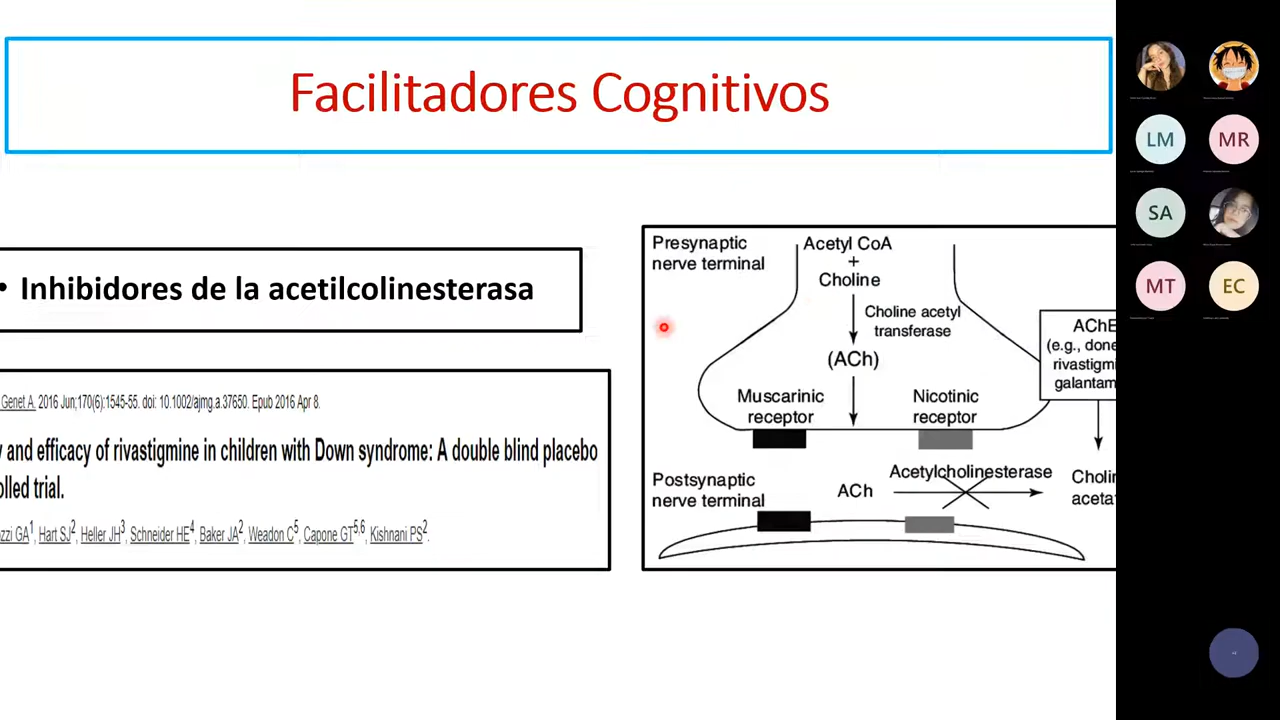 Facilitadores Cognitivos
• Inhibidores de la acetilcolinesterasa
Genet A. 2016 Jun;170(6):1545-55. doi: 10.1002/ajmg.a.37650. Epub 2016 Apr 8.
and efficacy of rivastigmine in children with Down syndrome: A double blind placebo
olled trial.
zzi GA1, Hart SJ2, Heller JH3, Schneider HE4, Baker JA2, Weadon C5, Capone GT5,6, Kishnani PS2.
Presynaptic
nerve terminal
Acetyl CoA
+
Choline
Choline acetyl
transferase
(ACh)
Muscarinic
receptor
Nicotinic
receptor
AChE
(e.g., done
rivastigmi
galantam
Postsynaptic
nerve terminal
ACh
Acetylcholinesterase
Cholin
aceta
LM
MR
SA
MT
EC